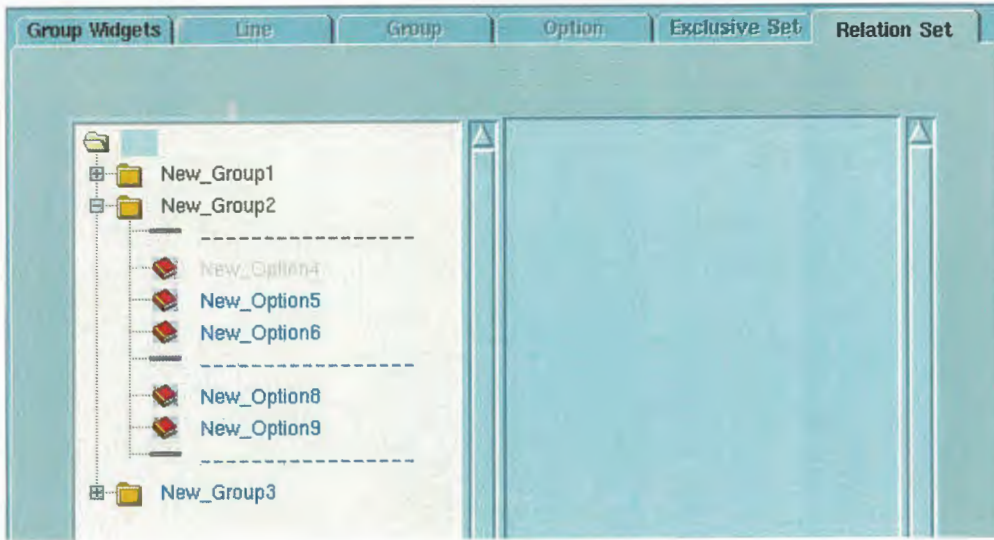 Group Widgets Line Group Option Exclusive Set Relation Set
New_Group1
New_Group2
New_Option4
New_Option5
New_Option6
New_Option8
New_Option9
New_Group3